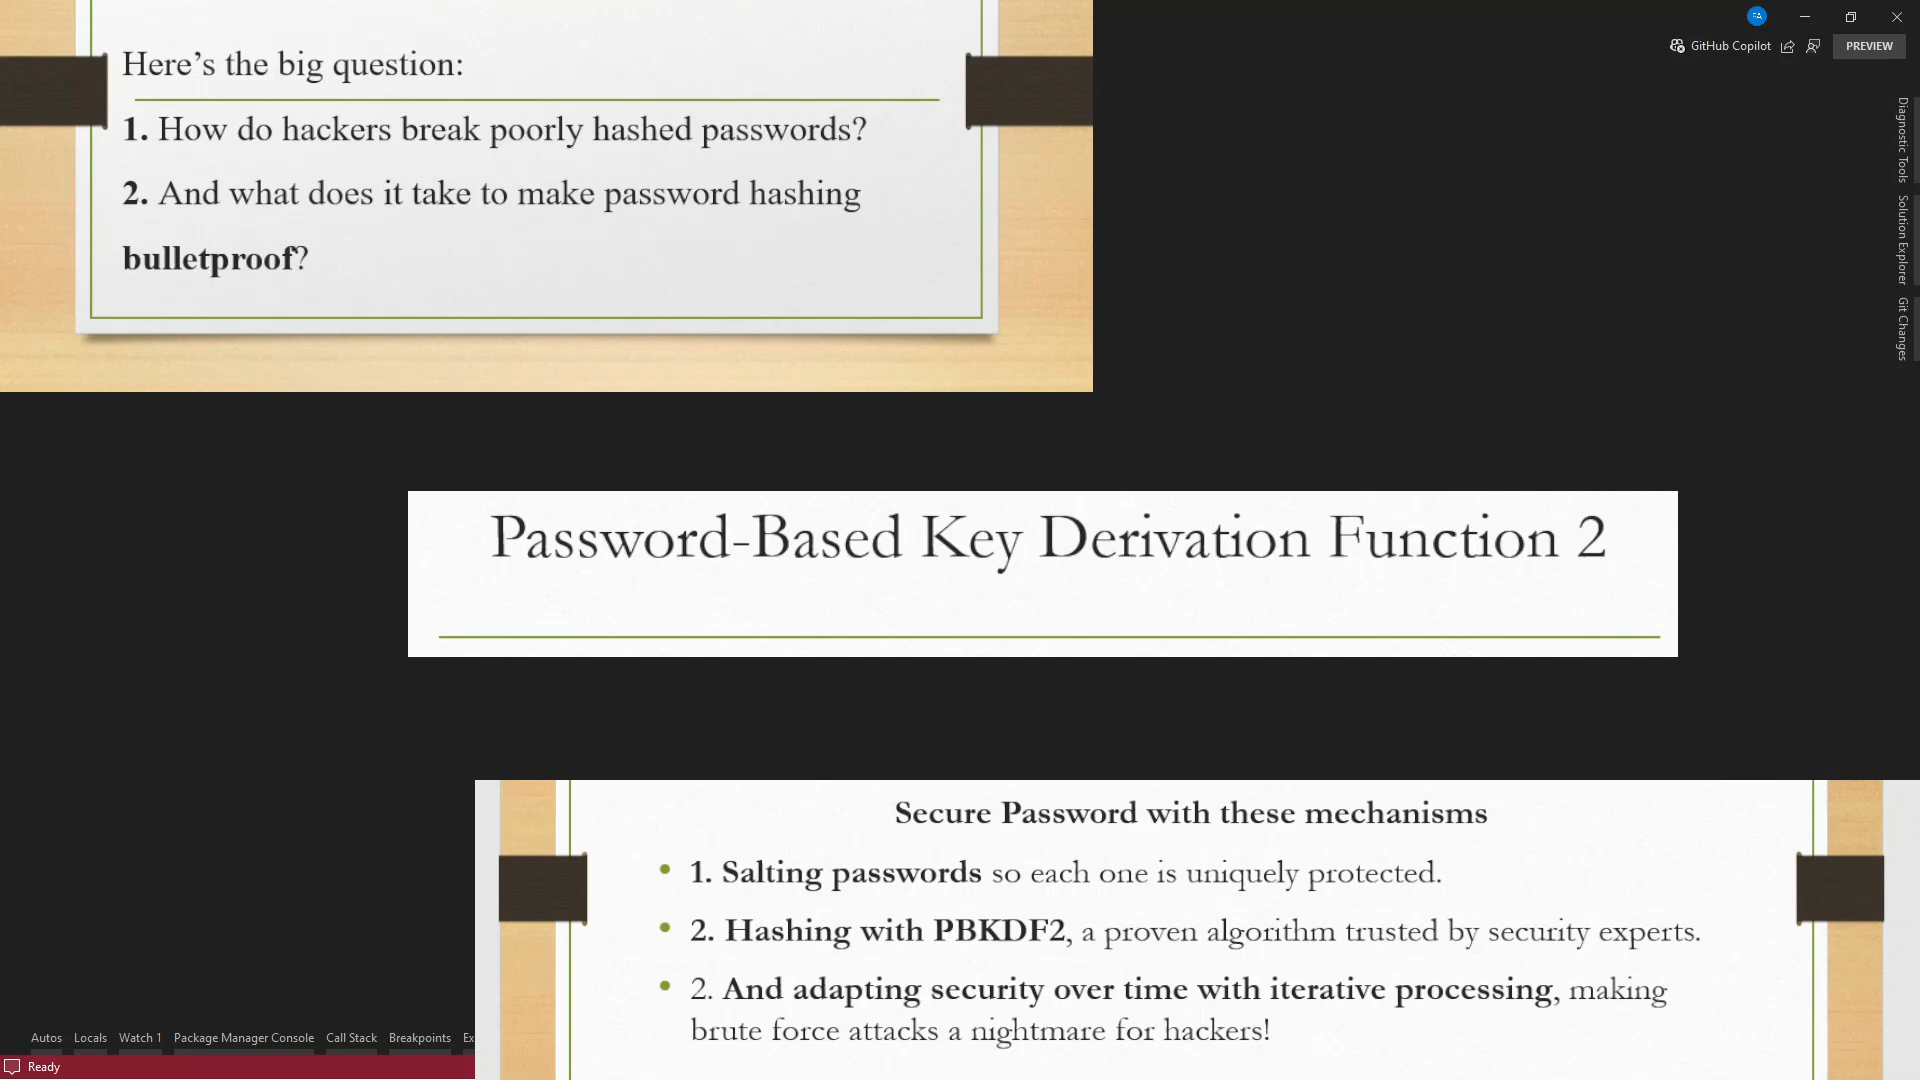 Here’s the big question:
1. How do hackers break poorly hashed passwords?
2. And what does it take to make password hashing
bulletproof?
GitHub Copilot
PREVIEW
Diagnostic Tools
Solution Explorer
Git Changes
Password-Based Key Derivation Function 2
Secure Password with these mechanisms
• 1. Salting passwords so each one is uniquely protected.
• 2. Hashing with PBKDF2, a proven algorithm trusted by security experts.
• 2. And adapting security over time with iterative processing, making
brute force attacks a nightmare for hackers!
Autos Locals Watch 1 Package Manager Console Call Stack Breakpoints Ex
Ready